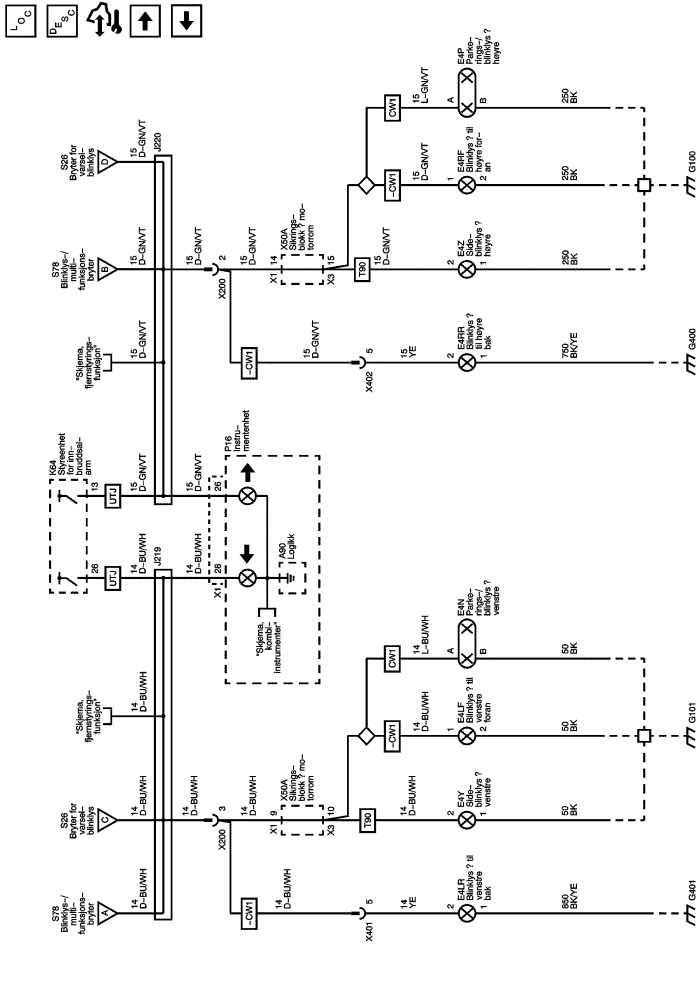 LOC
DESC
S26
Bryter for
varsel-
blinklys
D
15
D-GN/VT
J220
S78
Blinklys-/
multi-
funksjons-
bryter
B
15
D-GN/VT
15
D-GN/VT
2
X200
15
D-GN/VT
X50A
Sikrings-
blokk ? mo-
torrom
14
X1
15
X3
T90
15
D-GN/VT
CW1
15
L-GN/VT
A
B
E4P
Parke-
rings-/
blinklys ?
høyre
250
BK
-CW1
15
D-GN/VT
1
2
E4RF
Blinklys ? til
høyre for-
an
250
BK
G100
2
1
E4Z
Side-
blinklys ?
høyre
250
BK
"Skjema,
fjernstyrings-
funksjon"
15
D-GN/VT
-CW1
15
D-GN/VT
X402
5
15
YE
2
1
E4RR
Blinklys ?
til høyre
bak
750
BK/YE
G400
K64
Styreenhet
for inn-
bruddsal-
arm
13
UTJ
15
D-GN/VT
15
D-GN/VT
26
P16
Instru-
mentenhet
26
UTJ
14
D-BU/WH
J219
14
D-BU/WH
28
X1
A90
Logikk
"Skjema,
kombi-
instrumenter"
"Skjema,
fjernstyrings-
funksjon"
14
D-BU/WH
S26
Bryter for
varsel-
blinklys
C
14
D-BU/WH
14
D-BU/WH
3
X200
14
D-BU/WH
X50A
Sikrings-
blokk ? mo-
torrom
9
X1
10
X3
T90
14
D-BU/WH
CW1
14
L-BU/WH
A
B
E4N
Parke-
rings-/
blinklys ?
venstre
50
BK
-CW1
14
D-BU/WH
1
2
E4LF
Blinklys ? til
venstre
foran
50
BK
G101
2
1
E4Y
Side-
blinklys ?
venstre
50
BK
S78
Blinklys-/
multi-
funksjons-
bryter
A
14
D-BU/WH
-CW1
14
D-BU/WH
X401
5
14
YE
2
1
E4LR
Blinklys ? til
venstre
bak
850
BK/YE
G401